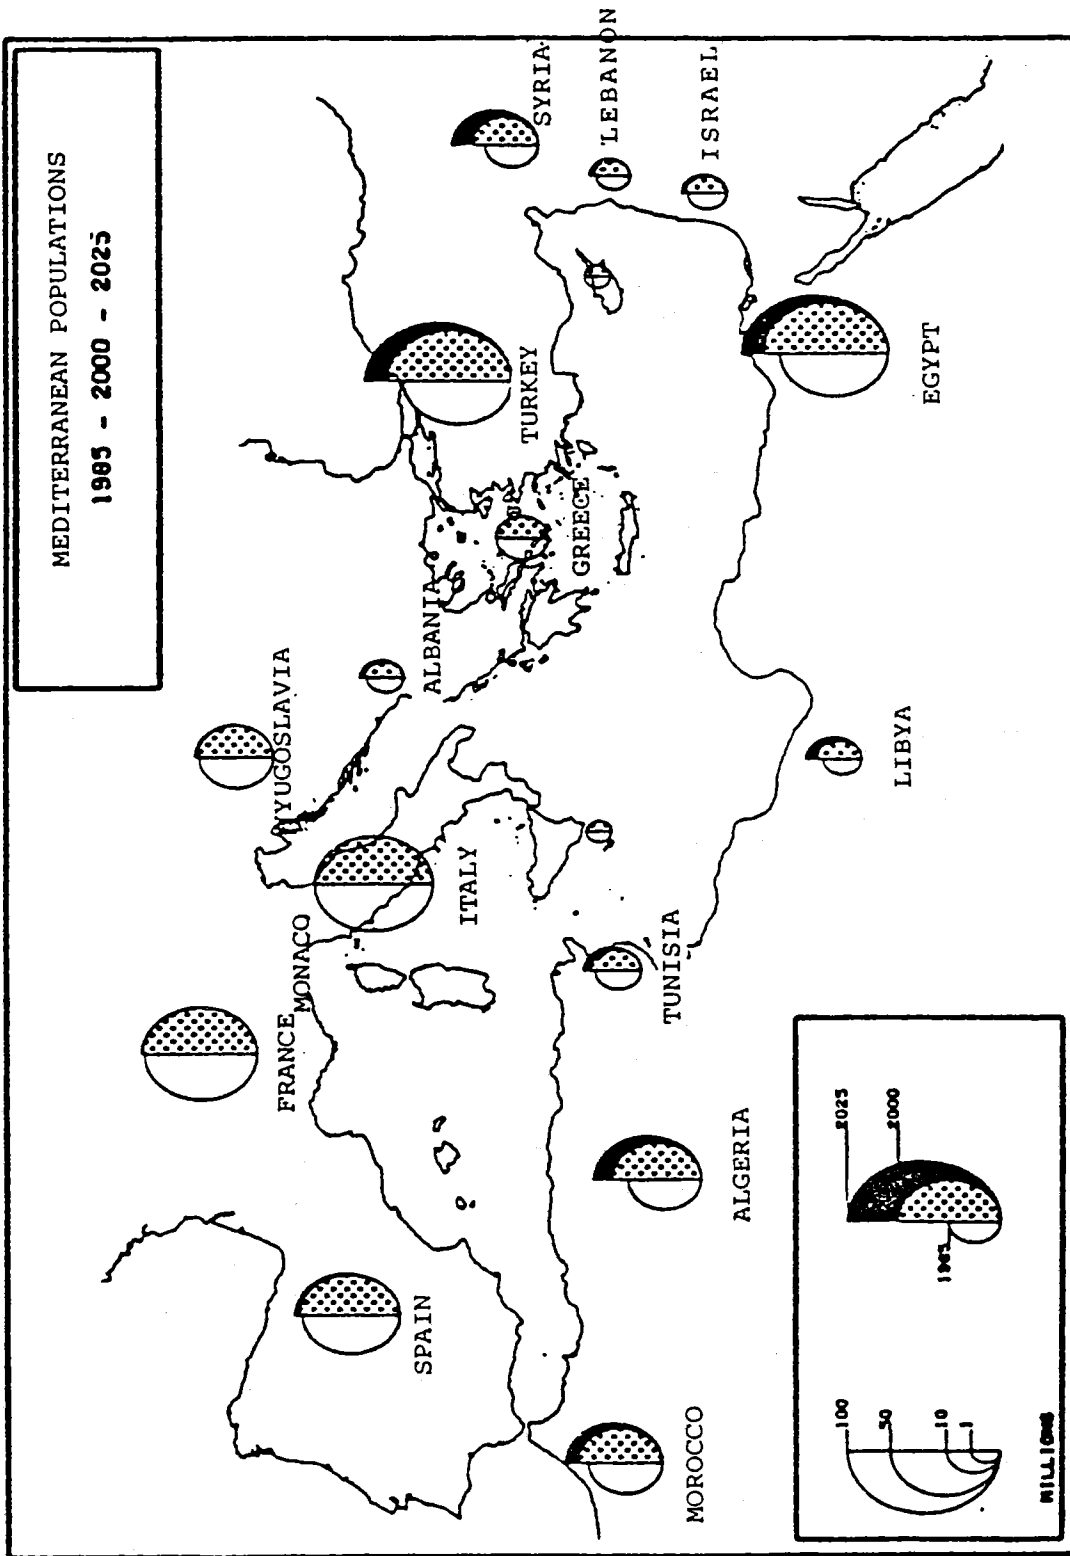 MEDITERRANEAN POPULATIONS
1985 - 2000 - 2025
YUGOSLAVIA
FRANCE
MONACO
ITALY
ALBANIA
GREECE
TURKEY
SYRIA
LEBANON
ISRAEL
SPAIN
MOROCCO
ALGERIA
TUNISIA
LIBYA
EGYPT
100
50
10
1
MILLIONS
2025
2000
1985